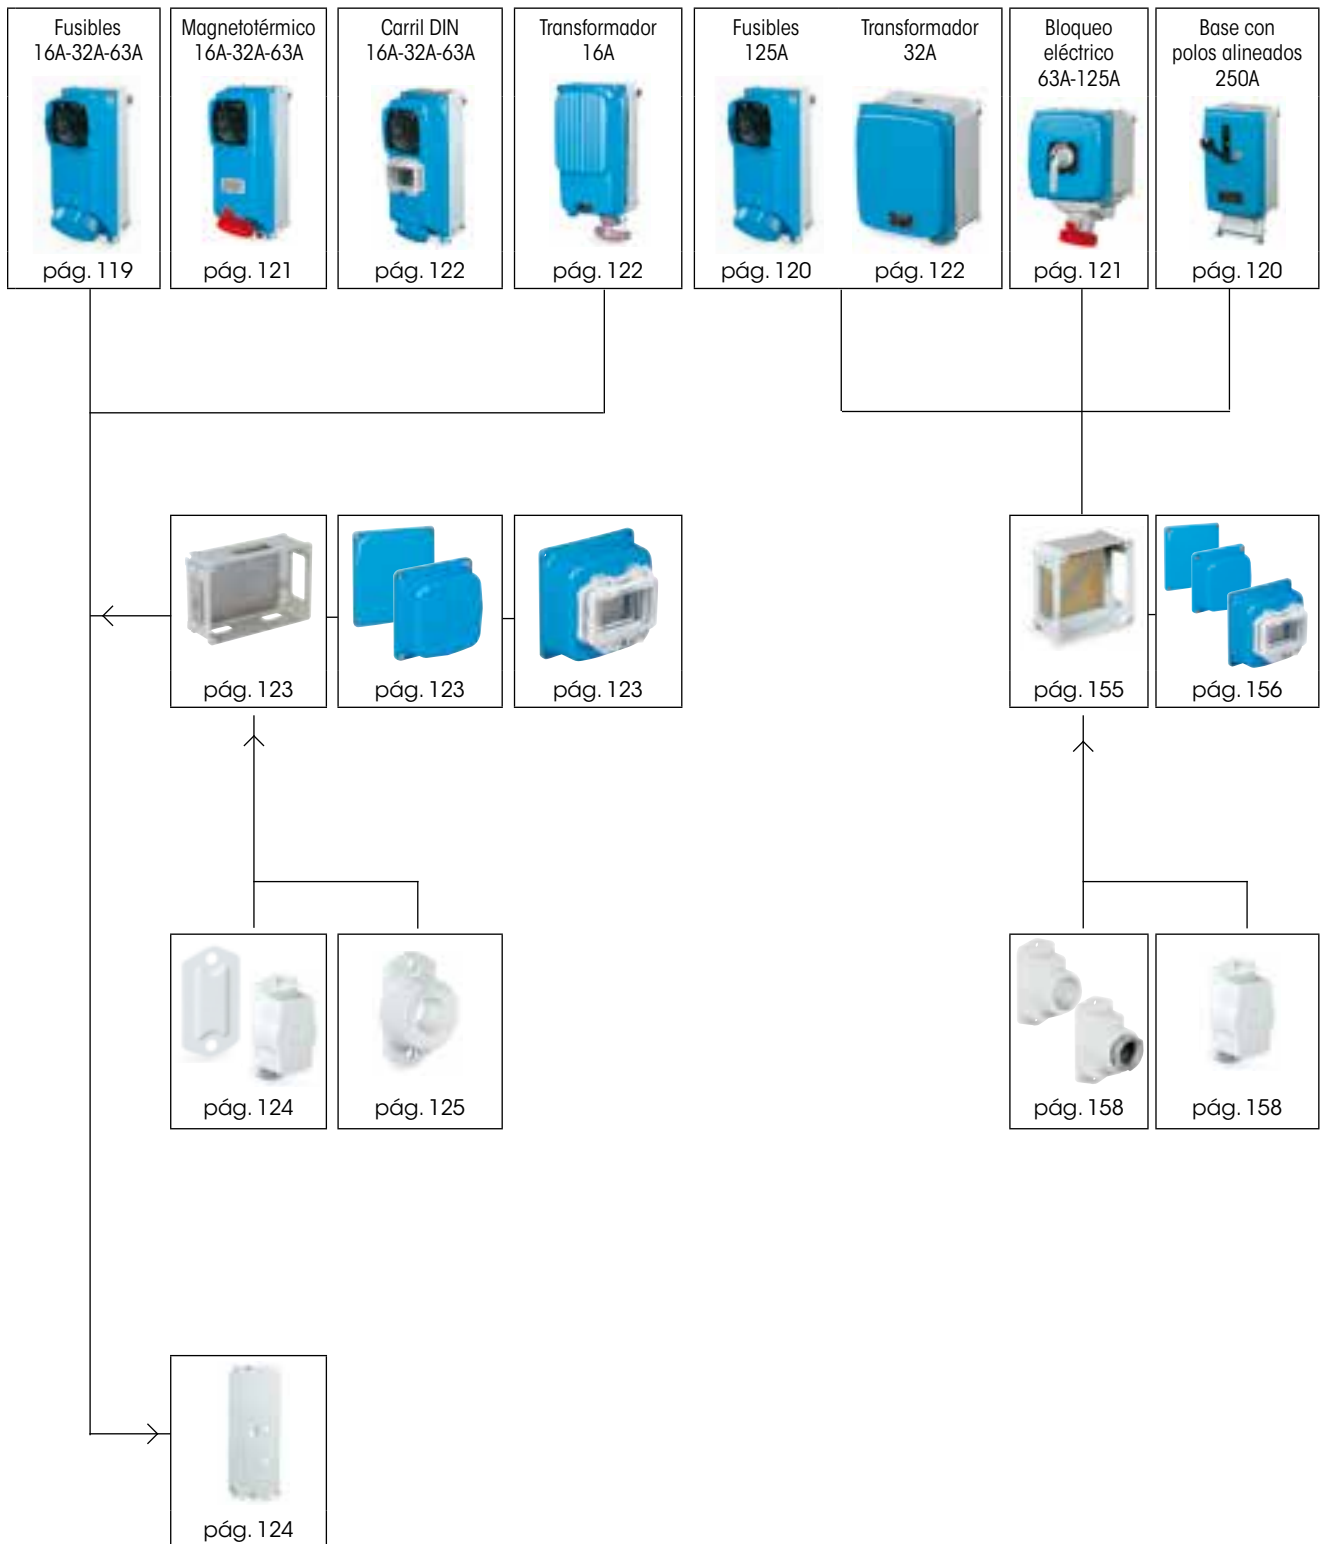 Fusibles
16A-32A-63A
pág. 119
Magnetotérmico
16A-32A-63A
pág. 121
Carril DIN
16A-32A-63A
pág. 122
Transformador
16A
pág. 122
Fusibles
125A
pág. 120
Transformador
32A
pág. 122
Bloqueo
eléctrico
63A-125A
pág. 121
Base con
polos alineados
250A
pág. 120
pág. 123
pág. 123
pág. 123
pág. 155
pág. 156
pág. 124
pág. 125
pág. 158
pág. 158
pág. 124